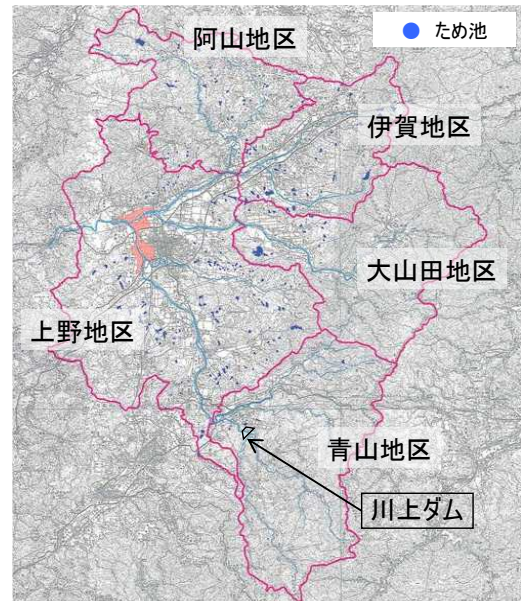 阿山地区
ため池
伊賀地区
大山田地区
上野地区
青山地区
川上ダム